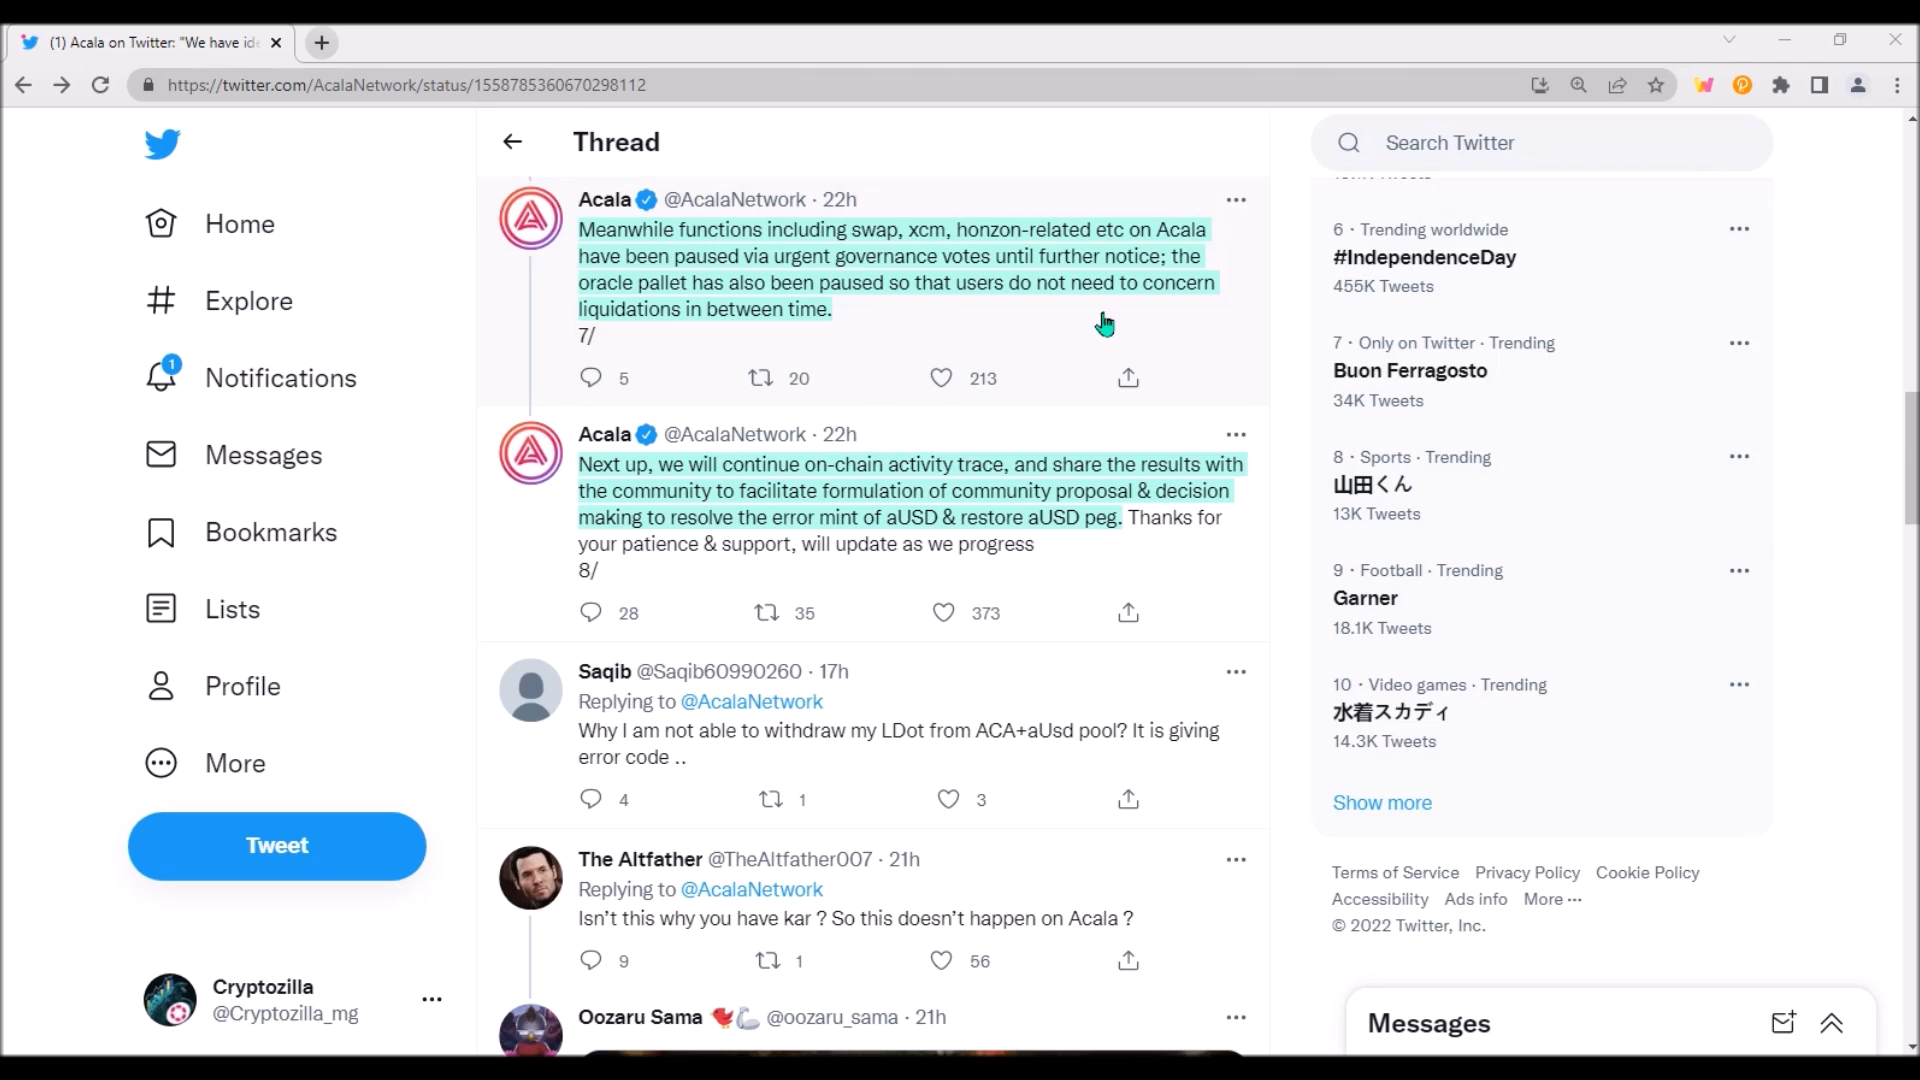 (1) Acala on Twitter: "We have ide
https://twitter.com/AcalaNetwork/status/1558785360670298112
Home
Explore
1
Notifications
Messages
Bookmarks
Lists
Profile
More
Tweet
Cryptozilla
@Cryptozilla_mg
Thread
Acala @AcalaNetwork · 22h
Meanwhile functions including swap, xcm, honzon-related etc on Acala
have been paused via urgent governance votes until further notice; the
oracle pallet has also been paused so that users do not need to concern
liquidations in between time.
7/
5 20 213
Acala @AcalaNetwork · 22h
Next up, we will continue on-chain activity trace, and share the results with
the community to facilitate formulation of community proposal & decision
making to resolve the error mint of aUSD & restore aUSD peg. Thanks for
your patience & support, will update as we progress
8/
28 35 373
Saqib @Saqib60990260 · 17h
Replying to @AcalaNetwork
Why I am not able to withdraw my LDot from ACA+aUsd pool? It is giving
error code ..
4 1 3
The Altfather @TheAltfather007 · 21h
Replying to @AcalaNetwork
Isn't this why you have kar ? So this doesn't happen on Acala ?
9 1 56
Oozaru Sama @oozaru_sama · 21h
Search Twitter
6 · Trending worldwide
#IndependenceDay
455K Tweets
7 · Only on Twitter · Trending
Buon Ferragosto
34K Tweets
8 · Sports · Trending
山田くん
13K Tweets
9 · Football · Trending
Garner
18.1K Tweets
10 · Video games · Trending
水着スカディ
14.3K Tweets
Show more
Terms of Service Privacy Policy Cookie Policy
Accessibility Ads info More ···
© 2022 Twitter, Inc.
Messages